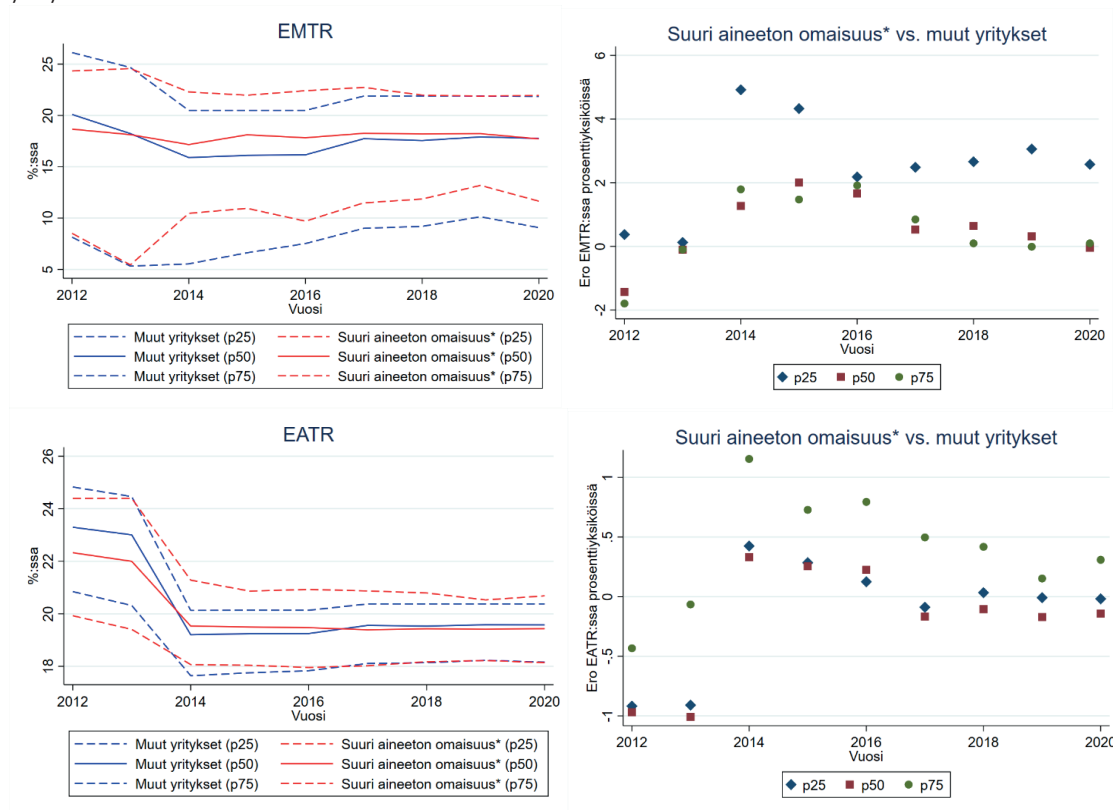 EMTR
%:ssa
25
20
15
10
5
2012 2014 2016 2018 2020
Vuosi
Muut yritykset (p25) Suuri aineeton omaisuus* (p25)
Muut yritykset (p50) Suuri aineeton omaisuus* (p50)
Muut yritykset (p75) Suuri aineeton omaisuus* (p75)
Suuri aineeton omaisuus* vs. muut yritykset
Ero EMTR:ssa prosenttiyksiköissä
6
4
2
0
-2
2012 2014 2016 2018 2020
Vuosi
p25 p50 p75
EATR
%:ssa
26
24
22
20
18
2012 2014 2016 2018 2020
Vuosi
Muut yritykset (p25) Suuri aineeton omaisuus* (p25)
Muut yritykset (p50) Suuri aineeton omaisuus* (p50)
Muut yritykset (p75) Suuri aineeton omaisuus* (p75)
Suuri aineeton omaisuus* vs. muut yritykset
Ero EATR:ssa prosenttiyksiköissä
1
.5
0
-.5
-1
2012 2014 2016 2018 2020
Vuosi
p25 p50 p75